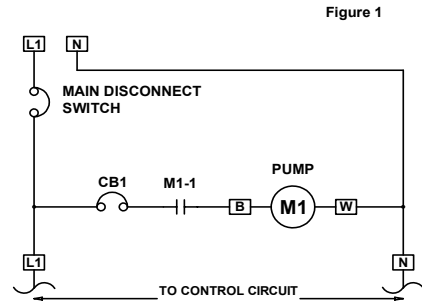 Figure 1
L1 N
MAIN DISCONNECT
SWITCH
PUMP
CB1 M1-1
B M1 W
L1 N
TO CONTROL CIRCUIT